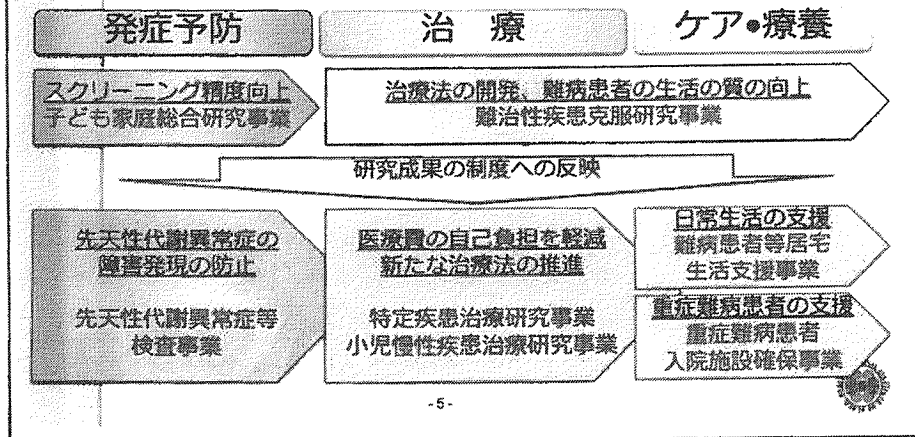 発症予防
治 療
ケア•療養
スクリーニング精度向上
子ども家庭総合研究事業
治療法の開発、難病患者の生活の質の向上
難治性疾患克服研究事業
研究成果の制度への反映
先天性代謝異常症の
障害発現の防止
先天性代謝異常症等
検査事業
医療費の自己負担を軽減
新たな治療法の推進
特定疾患治療研究事業
小児慢性疾患治療研究事業
日常生活の支援
難病患者等居宅
生活支援事業
重症難病患者の支援
重症難病患者
入院施設確保事業
-5-